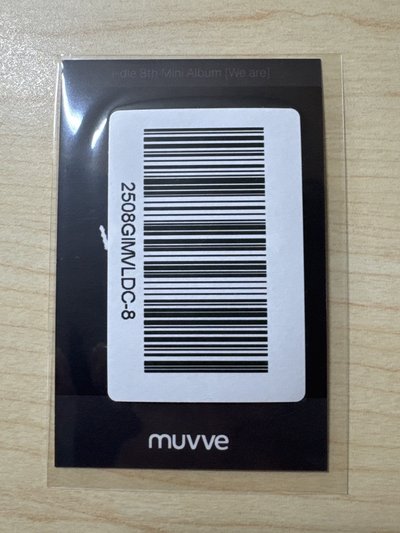 i-dle 8th Mini Album [We are]
2508GIMVLDC-8
muvve